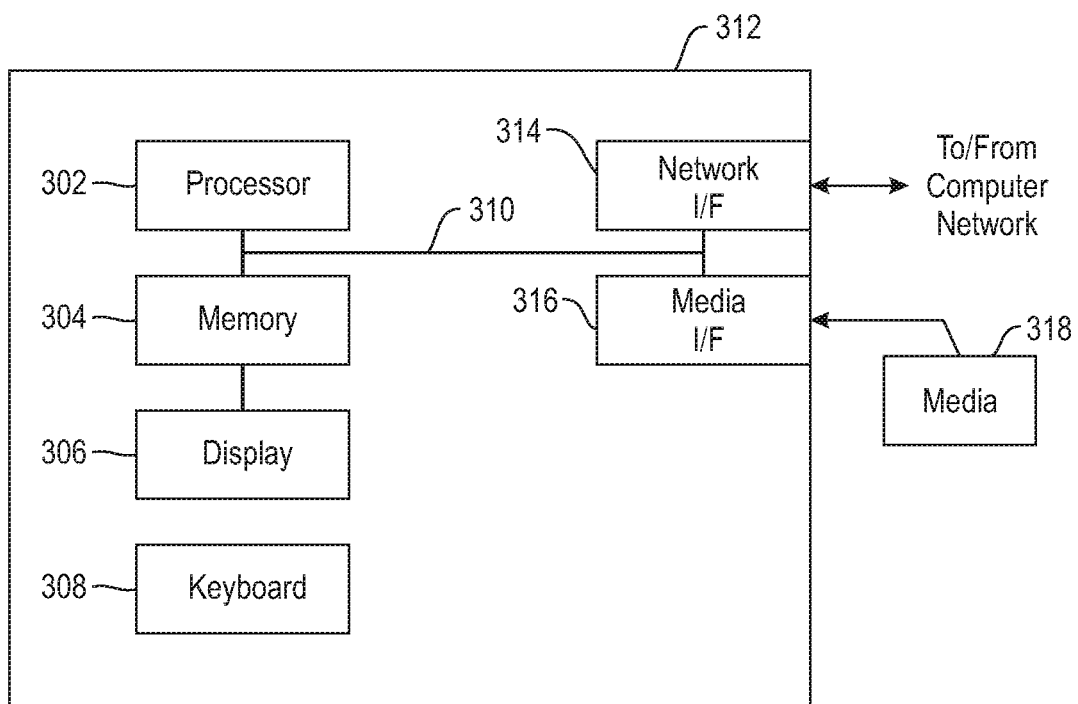 312
314
302
Processor
Network
I/F
To/From
Computer
Network
310
304
Memory
316
Media
I/F
318
Media
306
Display
308
Keyboard